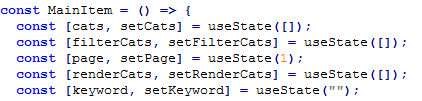 const MainItem = () => {
const [cats, setCats] = useState([]);
const [filterCats, setFilterCats] = useState([]);
const [page, setPage] = useState(1);
const [renderCats, setRenderCats] = useState([]);
const [keyword, setKeyword] = useState("");